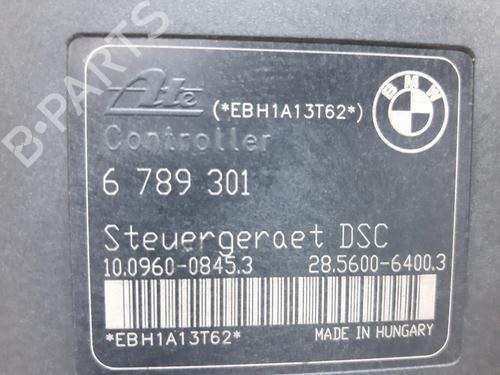 B-PARTS
Ate
(*EBH1A13T62*)
BMW
Controller
6 789 301
Steuergeraet DSC
10.0960-0845.3 28.5600-6400.3
*EBH1A13T62*
MADE IN HUNGARY